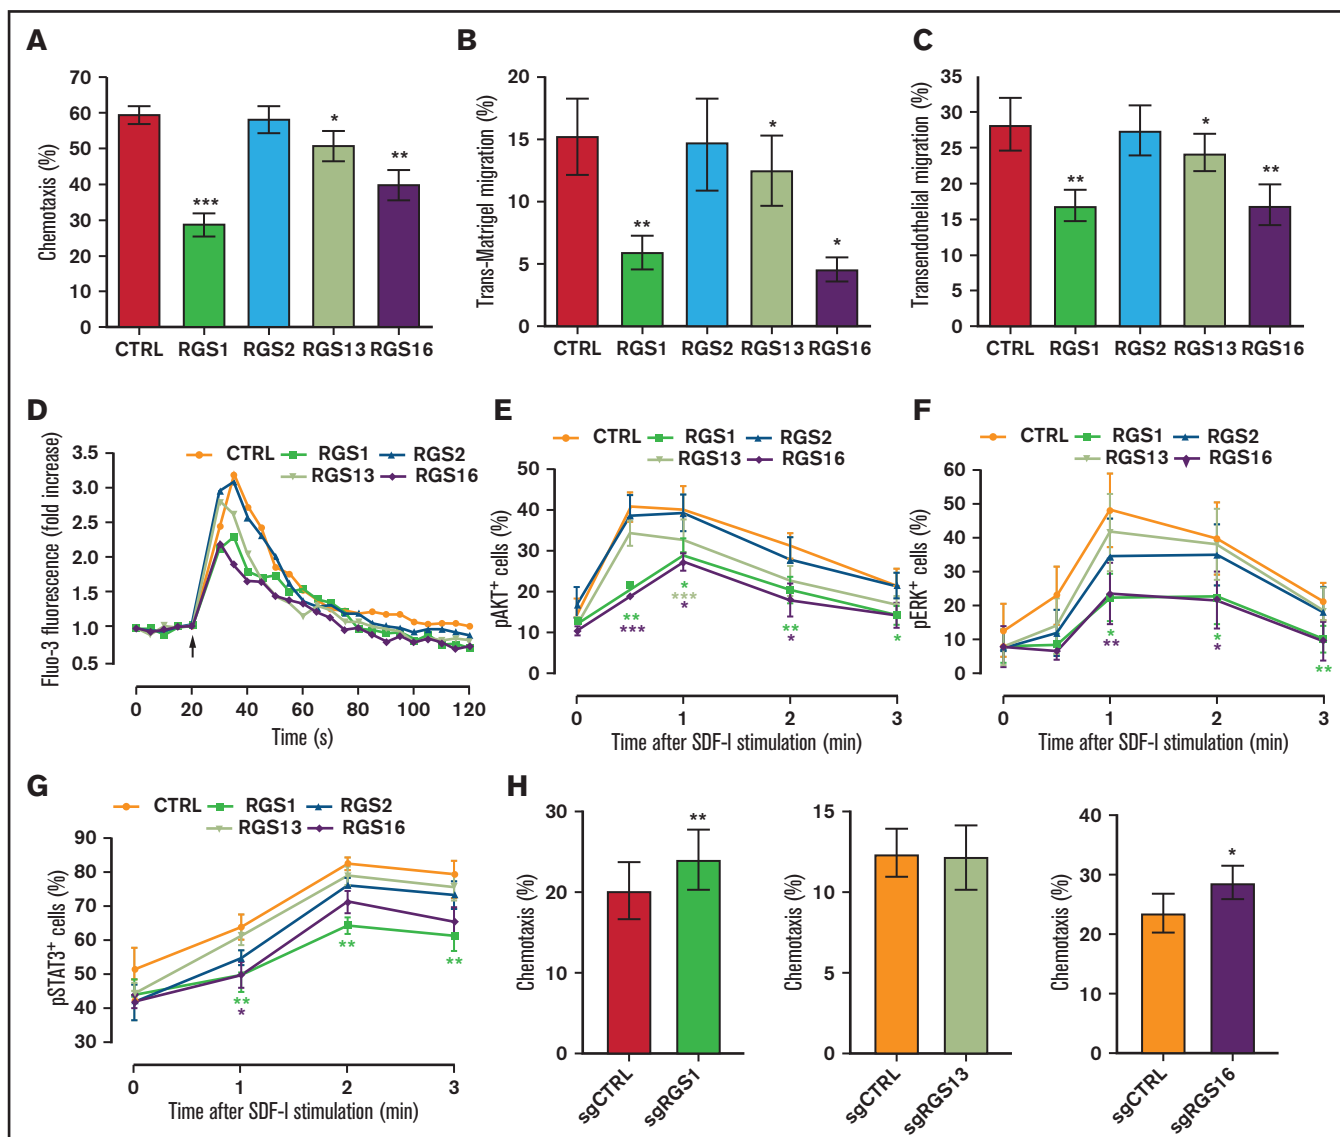 A
Chemotaxis (%)
70
60
50
40
30
20
10
0
***
*
**
CTRL RGS1 RGS2 RGS13 RGS16
B
Trans-Matrigel migration (%)
20
15
10
5
0
**
*
*
CTRL RGS1 RGS2 RGS13 RGS16
C
Transendothelial migration (%)
35
30
25
20
15
10
5
0
**
*
**
CTRL RGS1 RGS2 RGS13 RGS16
D
CTRL RGS1 RGS2
RGS13 RGS16
Fluo-3 fluorescence (fold increase)
3.5
3.0
2.5
2.0
1.5
1.0
0.5
0 20 40 60 80 100 120
Time (s)
E
CTRL RGS1 RGS2
RGS13 RGS16
pAKT+ cells (%)
50
40
30
20
10
0
**
***
*
***
*
**
*
*
0 1 2 3
Time after SDF-I stimulation (min)
F
CTRL RGS1 RGS2
RGS13 RGS16
pERK+ cells (%)
60
50
40
30
20
10
0
*
**
*
*
**
0 1 2 3
Time after SDF-I stimulation (min)
G
CTRL RGS1 RGS2
RGS13 RGS16
pSTAT3+ cells (%)
90
80
70
60
50
40
30
**
*
**
**
0 1 2 3
Time after SDF-I stimulation (min)
H
Chemotaxis (%)
30
20
10
0
**
sgCTRL sgRGS1
Chemotaxis (%)
15
12
5
0
sgCTRL sgRGS13
Chemotaxis (%)
40
30
20
10
0
*
sgCTRL sgRGS16